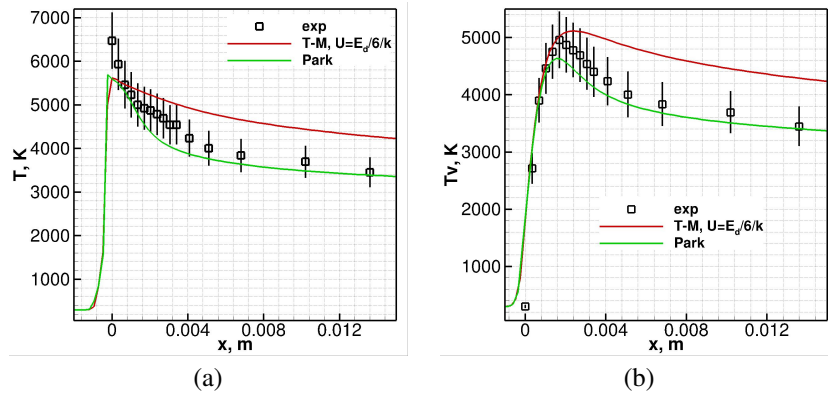 7000
6000
5000
4000
3000
2000
1000
T, K
exp
T-M, U=E_d/6/k
Park
0
0.004
0.008
0.012
x, m
(a)
5000
4000
3000
2000
1000
Tv, K
exp
T-M, U=E_d/6/k
Park
0
0.004
0.008
0.012
x, m
(b)